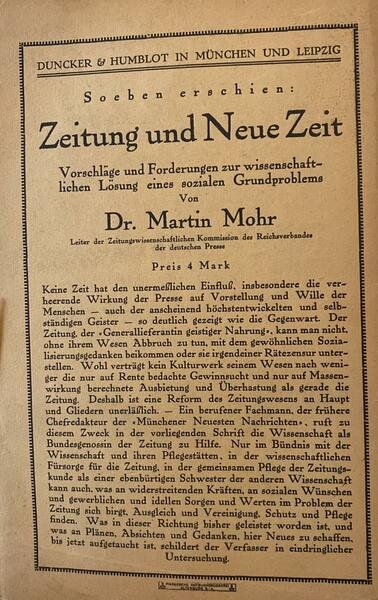 DUNCKER & HUMBLOT IN MÜNCHEN UND LEIPZIG
Soeben erschien:
Zeitung und Neue Zeit
Vorschläge und Forderungen zur wissenschaft-
lichen Lösung eines sozialen Grundproblems
Von
Dr. Martin Mohr
Leiter der Zeitungswissenschaftlichen Kommission des Reichsverbandes
der deutschen Presse
Preis 4 Mark
Keine Zeit hat den unermeßlichen Einfluß, insbesondere die ver-
heerende Wirkung der Presse auf Vorstellung und Wille der
Menschen — auch der anscheinend höchstentwickelten und selb-
ständigen Geister — so deutlich gezeigt wie die Gegenwart. Der
Zeitung, der »Generallieferantin geistiger Nahrung«, kann man nicht,
ohne ihrem Wesen Abbruch zu tun, mit dem gewöhnlichen Sozia-
lisierungsgedanken beikommen oder sie irgendeiner Rätezensur unter-
stellen. Wohl verträgt kein Kulturwerk seinem Wesen nach weni-
ger die nur auf Rente bedachte Gewinnsucht und nur auf Massen-
wirkung berechnete Ausbietung und Überhastung als gerade die
Zeitung. Deshalb ist eine Reform des Zeitungswesens an Haupt
und Gliedern unerläßlich. — Ein berufener Fachmann, der frühere
Chefredakteur der »Münchener Neuesten Nachrichten«, ruft zu
diesem Zweck in der vorliegenden Schrift die Wissenschaft als
Bundesgenossin der Zeitung zu Hilfe. Nur im Bündnis mit der
Wissenschaft und ihren Pflegestätten, in der wissenschaftlichen
Fürsorge für die Zeitung, in der gemeinsamen Pflege der Zeitungs-
kunde als einer ebenbürtigen Schwester der anderen Wissenschaft
kann auch, was an widerstreitenden Kräften, an sozialen Wünschen
und gewerblichen und idellen Sorgen und Werten im Problem der
Zeitung sich birgt, Ausgleich und Vereinigung, Schutz und Pflege
finden. Was in dieser Richtung bisher geleistet worden ist, und
was an Plänen, Absichten und Gedanken, hier Neues zu schaffen,
bis jetzt aufgetaucht ist, schildert der Verfasser in eindringlicher
Untersuchung.